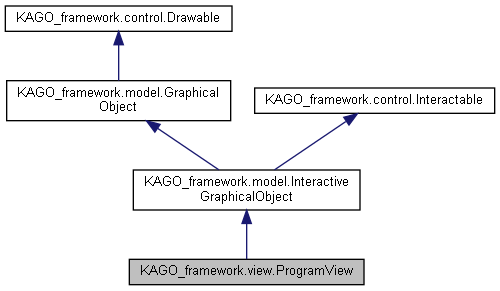 KAGO_framework.control.Drawable
KAGO_framework.model.Graphical
Object
KAGO_framework.control.Interactable
KAGO_framework.model.Interactive
GraphicalObject
KAGO_framework.view.ProgramView